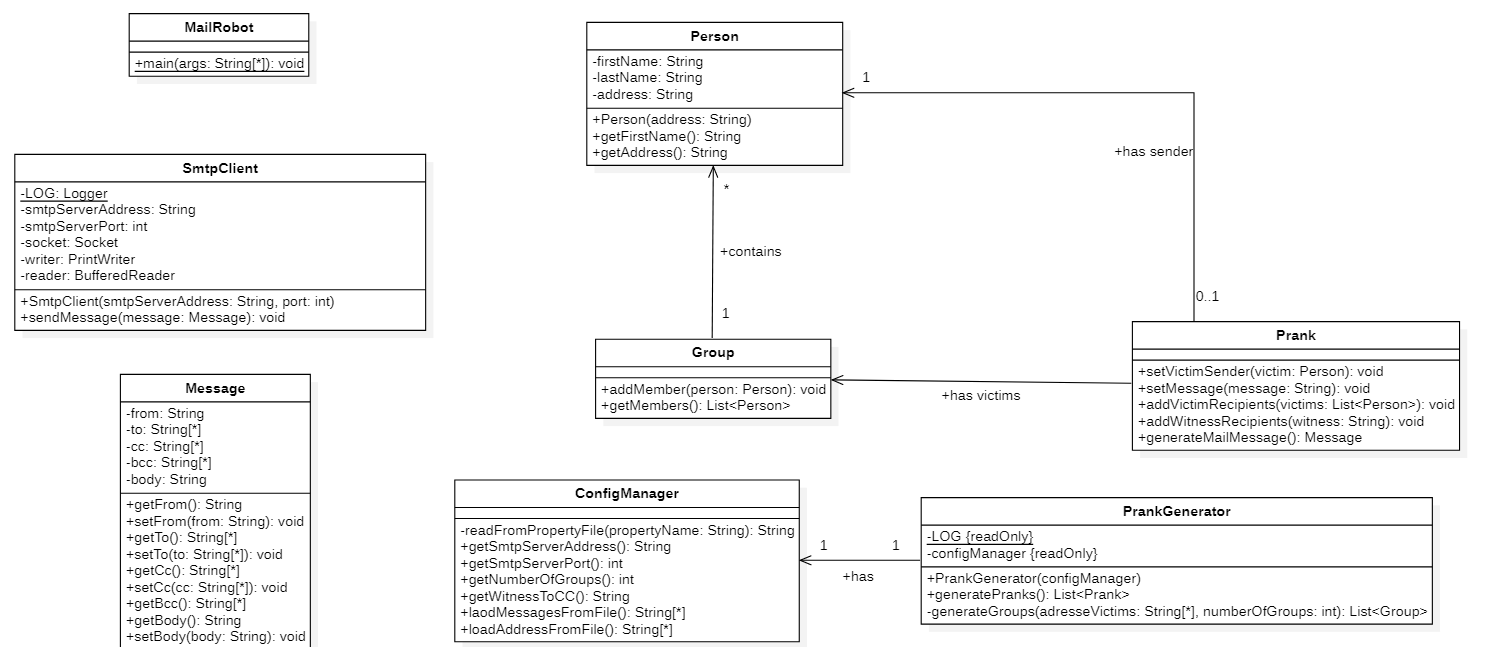 MailRobot
+main(args: String[*]): void
SmtpClient
-LOG: Logger
-smtpServerAddress: String
-smtpServerPort: int
-socket: Socket
-writer: PrintWriter
-reader: BufferedReader
+SmtpClient(smtpServerAddress: String, port: int)
+sendMessage(message: Message): void
Message
-from: String
-to: String[*]
-cc: String[*]
-bcc: String[*]
-body: String
+getFrom(): String
+setFrom(from: String): void
+getTo(): String[*]
+setTo(to: String[*]): void
+getCc(): String[*]
+setCc(cc: String[*]): void
+getBcc(): String[*]
+getBody(): String
+setBody(body: String): void
Person
-firstName: String
-lastName: String
-address: String
+Person(address: String)
+getFirstName(): String
+getAddress(): String
1
+has sender
0..1
*
+contains
1
Group
+addMember(person: Person): void
+getMembers(): List<Person>
+has victims
Prank
+setVictimSender(victim: Person): void
+setMessage(message: String): void
+addVictimRecipients(victims: List<Person>): void
+addWitnessRecipients(witness: String): void
+generateMailMessage(): Message
ConfigManager
-readFromPropertyFile(propertyName: String): String
+getSmtpServerAddress(): String
+getSmtpServerPort(): int
+getNumberOfGroups(): int
+getWitnessToCC(): String
+laodMessagesFromFile(): String[*]
+loadAddressFromFile(): String[*]
1 1
+has
PrankGenerator
-LOG {readOnly}
-configManager {readOnly}
+PrankGenerator(configManager)
+generatePranks(): List<Prank>
-generateGroups(adresseVictims: String[*], numberOfGroups: int): List<Group>